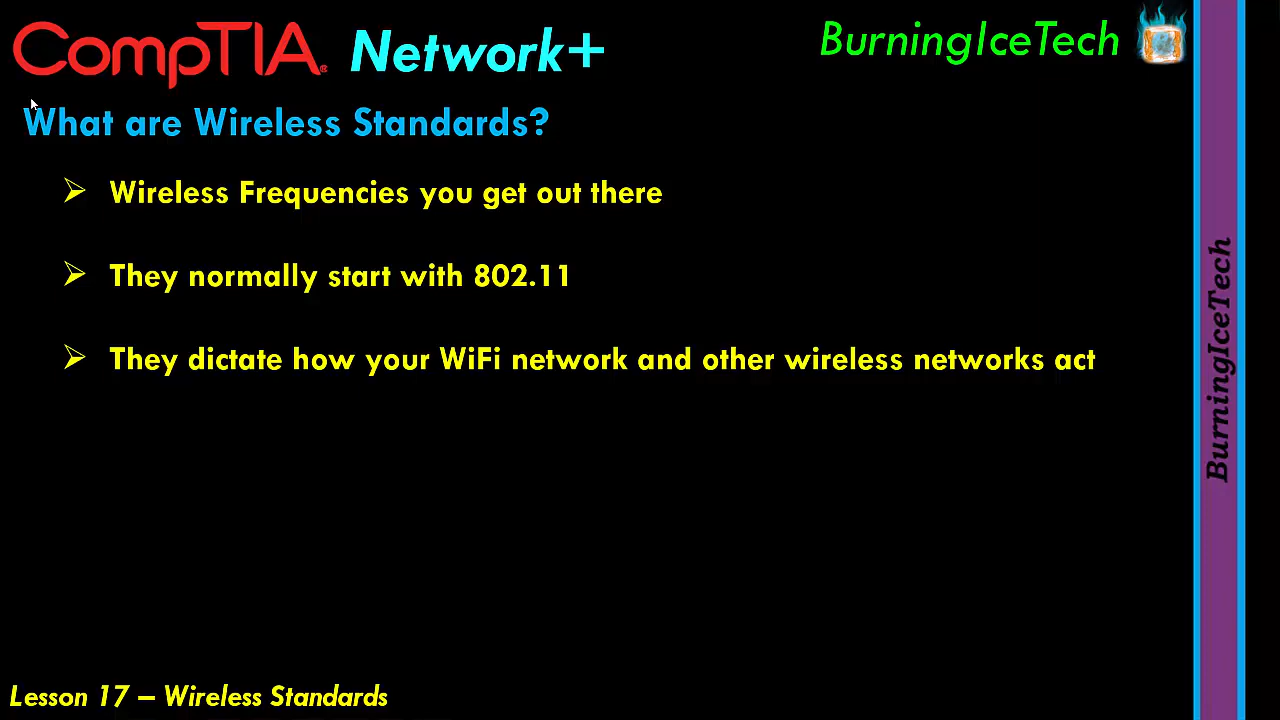 CompTIA® Network+
BurningIceTech
What are Wireless Standards?
Wireless Frequencies you get out there
They normally start with 802.11
They dictate how your WiFi network and other wireless networks act
BurningIceTech
Lesson 17 – Wireless Standards